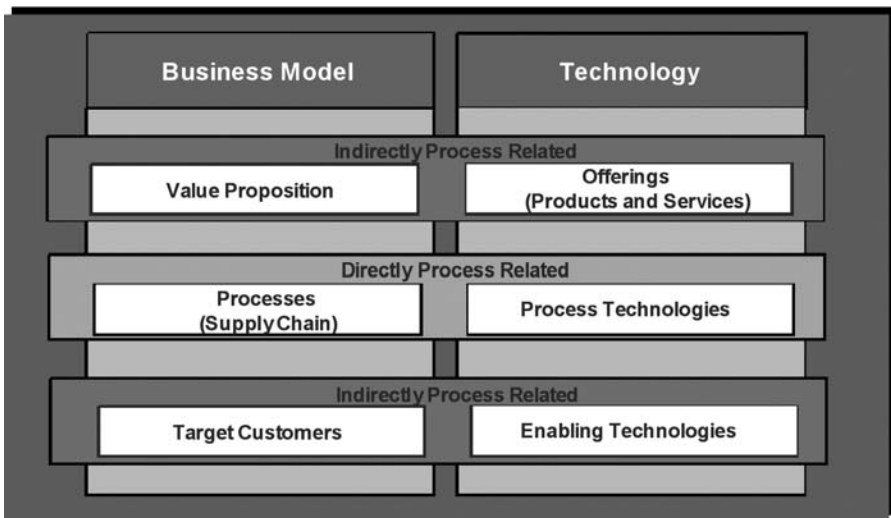 Business Model
Technology
Indirectly Process Related
Value Proposition
Offerings
(Products and Services)
Directly Process Related
Processes
(Supply Chain)
Process Technologies
Indirectly Process Related
Target Customers
Enabling Technologies